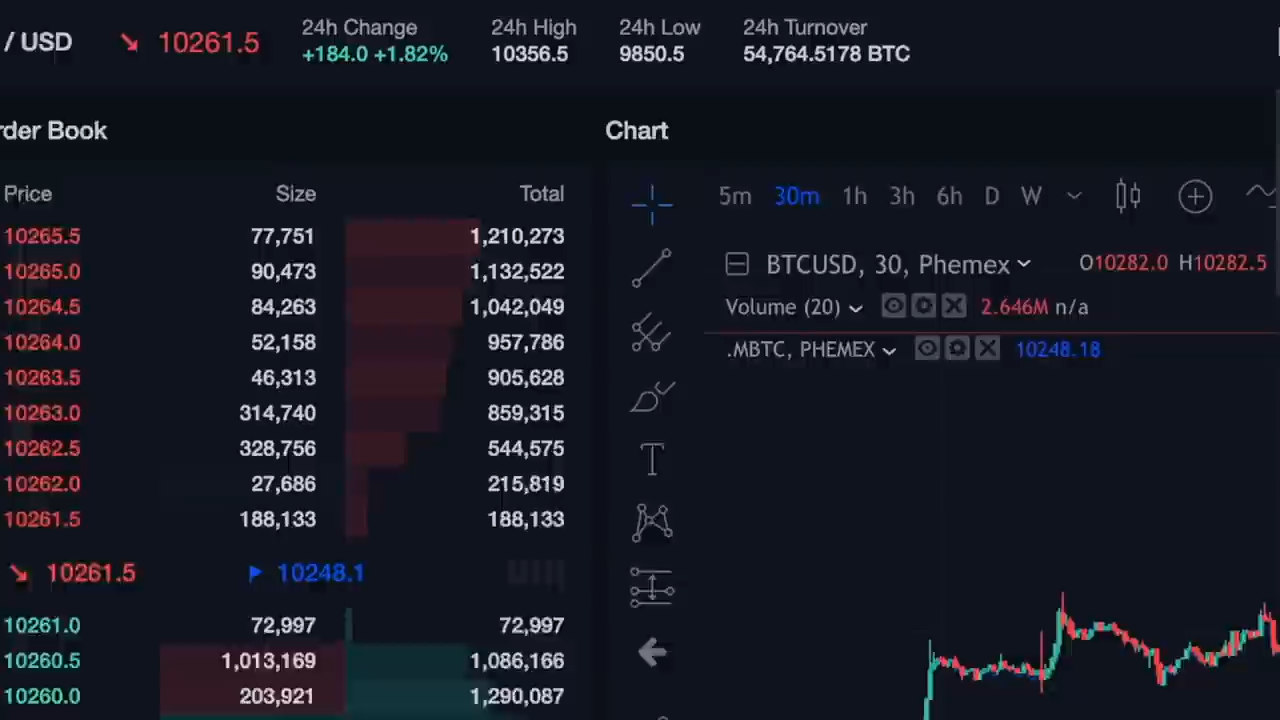 / USD ↘ 10261.5
24h Change 24h High 24h Low 24h Turnover
+184.0 +1.82% 10356.5 9850.5 54,764.5178 BTC
rder Book
Chart
Price Size Total
10265.5 77,751 1,210,273
10265.0 90,473 1,132,522
10264.5 84,263 1,042,049
10264.0 52,158 957,786
10263.5 46,313 905,628
10263.0 314,740 859,315
10262.5 328,756 544,575
10262.0 27,686 215,819
10261.5 188,133 188,133
↘ 10261.5 10248.1
10261.0 72,997 72,997
10260.5 1,013,169 1,086,166
10260.0 203,921 1,290,087
5m 30m 1h 3h 6h D W
BTCUSD, 30, Phemex O10282.0 H10282.5
Volume (20) 2.646M n/a
.MBTC, PHEMEX 10248.18